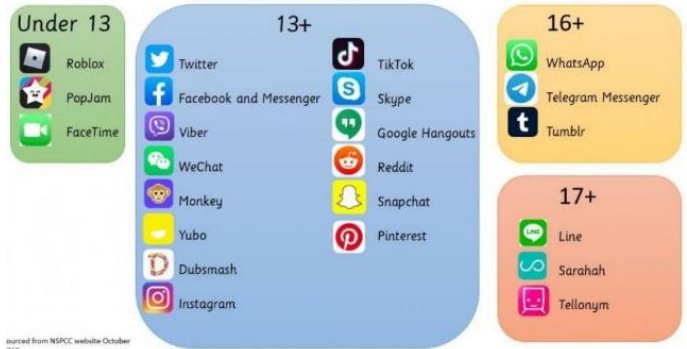 Under 13
Roblox
PopJam
FaceTime
13+
Twitter
Facebook and Messenger
Viber
WeChat
Monkey
Yubo
Dubsmash
Instagram
TikTok
Skype
Google Hangouts
Reddit
Snapchat
Pinterest
16+
WhatsApp
Telegram Messenger
t
Tumblr
17+
LINE
Line
Sarahah
Tellonym
ourced from NSPCC website October